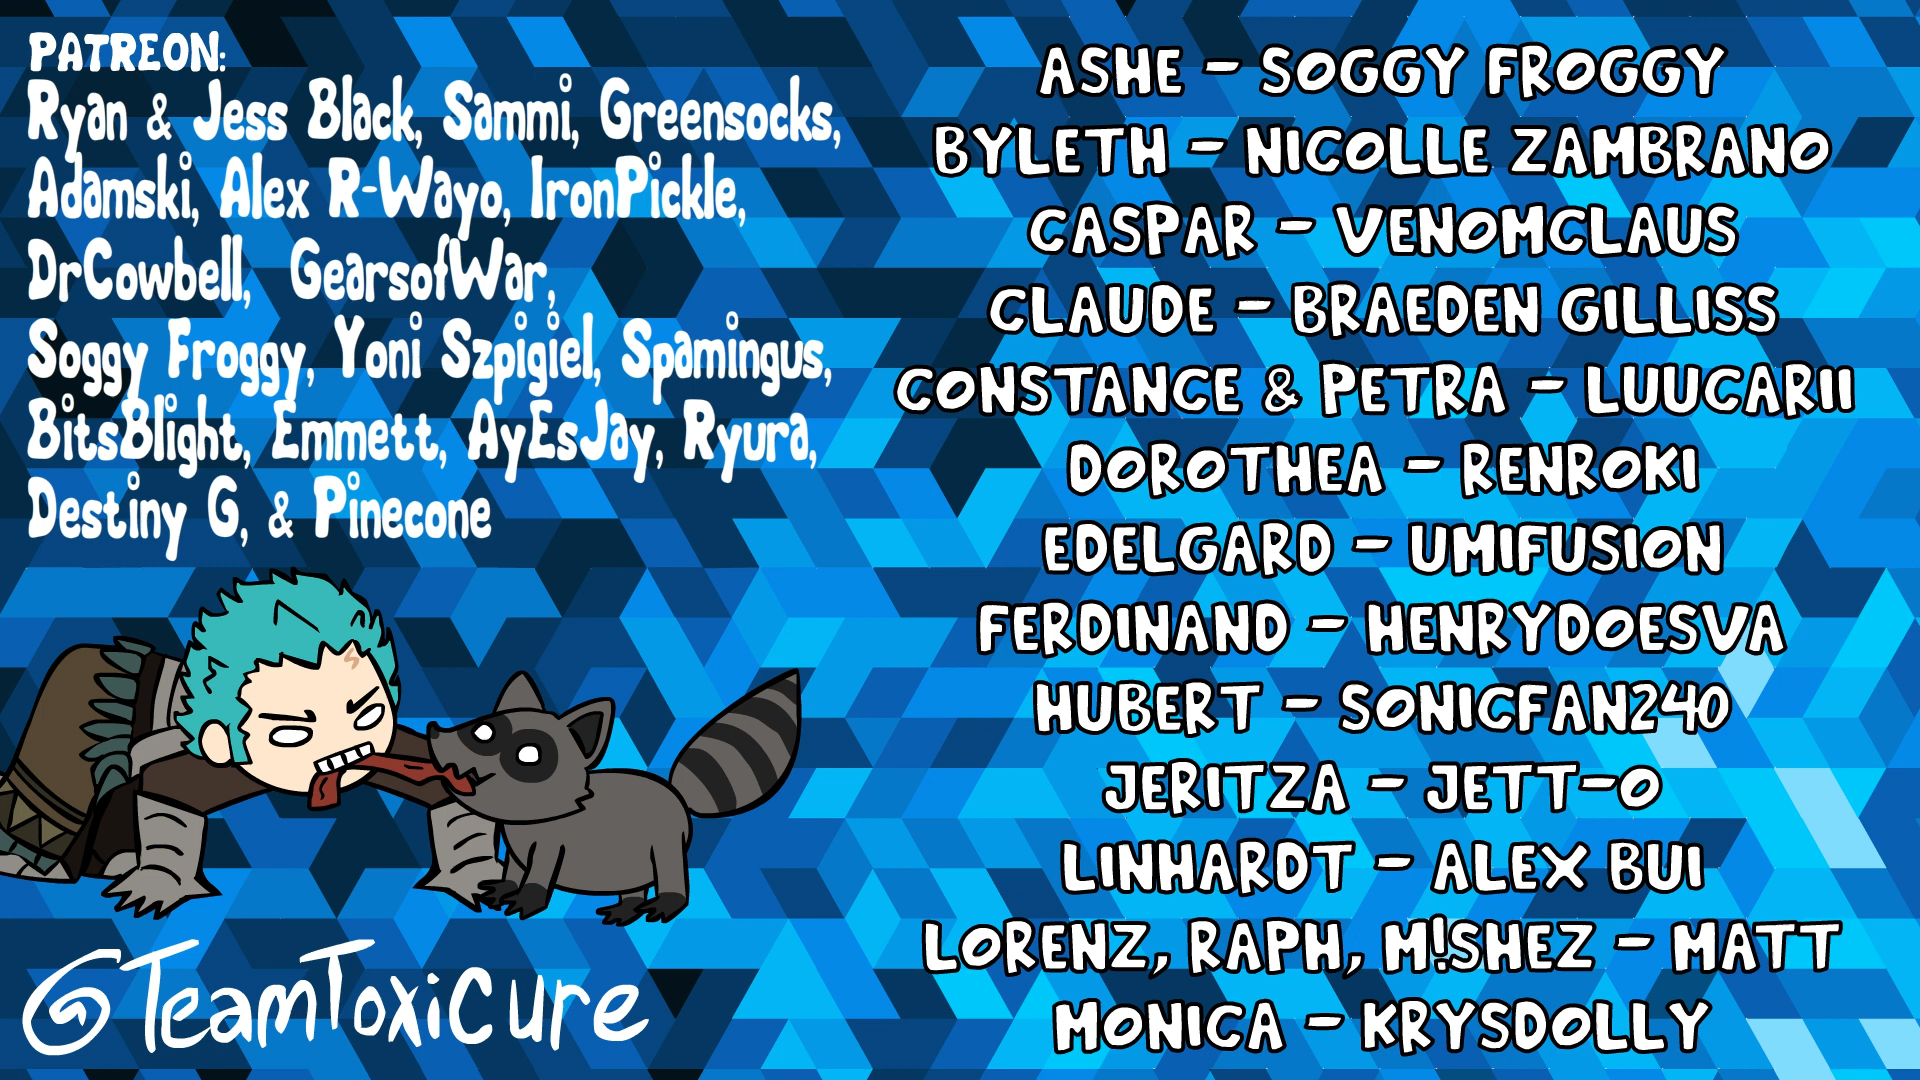 PATREON:
Ryan & Jess Black, Sammi, Greensocks,
Adamski, Alex R-Wayo, IronPickle,
DrCowbell, GearsofWar,
Soggy Froggy, Yoni Szpigiel, Spamingus,
BitsBlight, Emmett, AyEsJay, Ryura,
Destiny G, & Pinecone
@TeamToxiCure
ASHE - SOGGY FROGGY
BYLETH - NICOLLE ZAMBRANO
CASPAR - VENOMCLAUS
CLAUDE - BRAEDEN GILLISS
CONSTANCE & PETRA - LUUCARII
DOROTHEA - RENROKI
EDELGARD - UMIFUSION
FERDINAND - HENRYDOESVA
HUBERT - SONICFAN240
JERITZA - JETT-O
LINHARDT - ALEX BUI
LORENZ, RAPH, M!SHEZ - MATT
MONICA - KRYSDOLLY